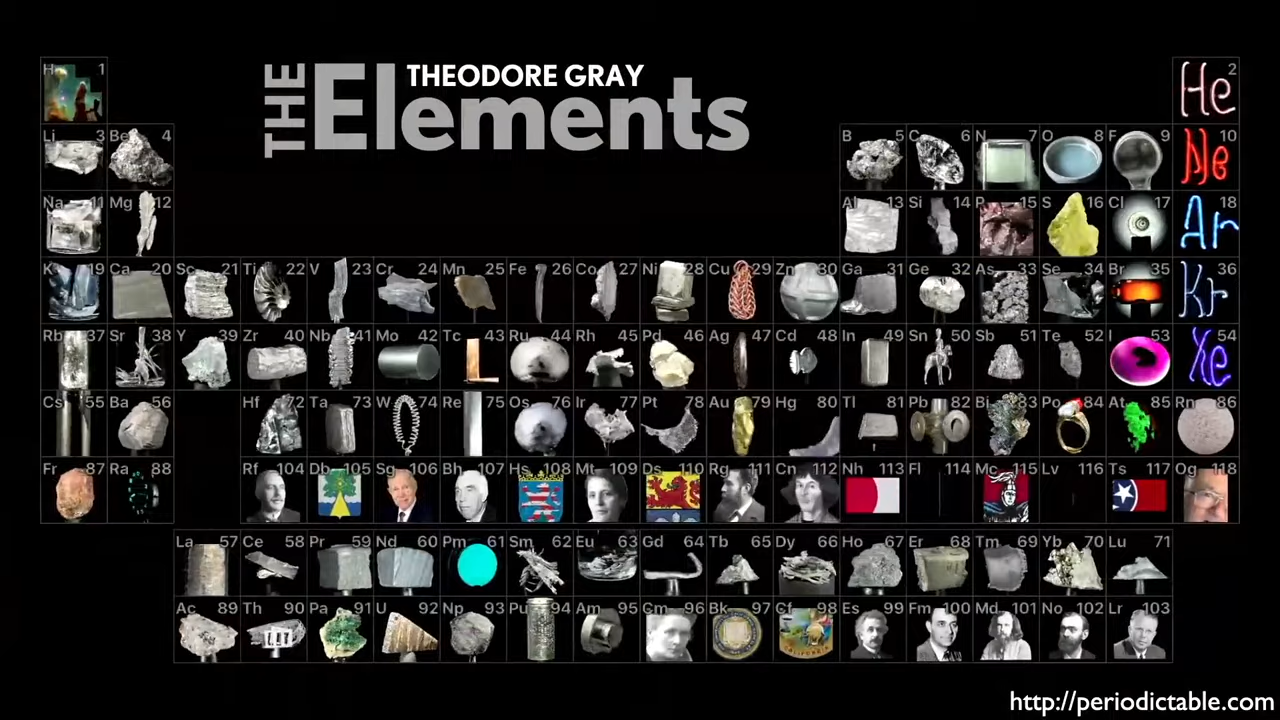 THEODORE GRAY
THE Elements
H 1 He 2
Li 3 Be 4 B 5 C 6 N 7 O 8 F 9 Ne 10
Na 11 Mg 12 Al 13 Si 14 P 15 S 16 Cl 17 Ar 18
K 19 Ca 20 Sc 21 Ti 22 V 23 Cr 24 Mn 25 Fe 26 Co 27 Ni 28 Cu 29 Zn 30 Ga 31 Ge 32 As 33 Se 34 Br 35 Kr 36
Rb 37 Sr 38 Y 39 Zr 40 Nb 41 Mo 42 Tc 43 Ru 44 Rh 45 Pd 46 Ag 47 Cd 48 In 49 Sn 50 Sb 51 Te 52 I 53 Xe 54
Cs 55 Ba 56 Hf 72 Ta 73 W 74 Re 75 Os 76 Ir 77 Pt 78 Au 79 Hg 80 Tl 81 Pb 82 Bi 83 Po 84 At 85 Rn 86
Fr 87 Ra 88 Rf 104 Db 105 Sg 106 Bh 107 Hs 108 Mt 109 Ds 110 Rg 111 Cn 112 Nh 113 Fl 114 Mc 115 Lv 116 Ts 117 Og 118
La 57 Ce 58 Pr 59 Nd 60 Pm 61 Sm 62 Eu 63 Gd 64 Tb 65 Dy 66 Ho 67 Er 68 Tm 69 Yb 70 Lu 71
Ac 89 Th 90 Pa 91 U 92 Np 93 Pu 94 Am 95 Cm 96 Bk 97 Cf 98 Es 99 Fm 100 Md 101 No 102 Lr 103
CALIFORNIA
http://periodictable.com